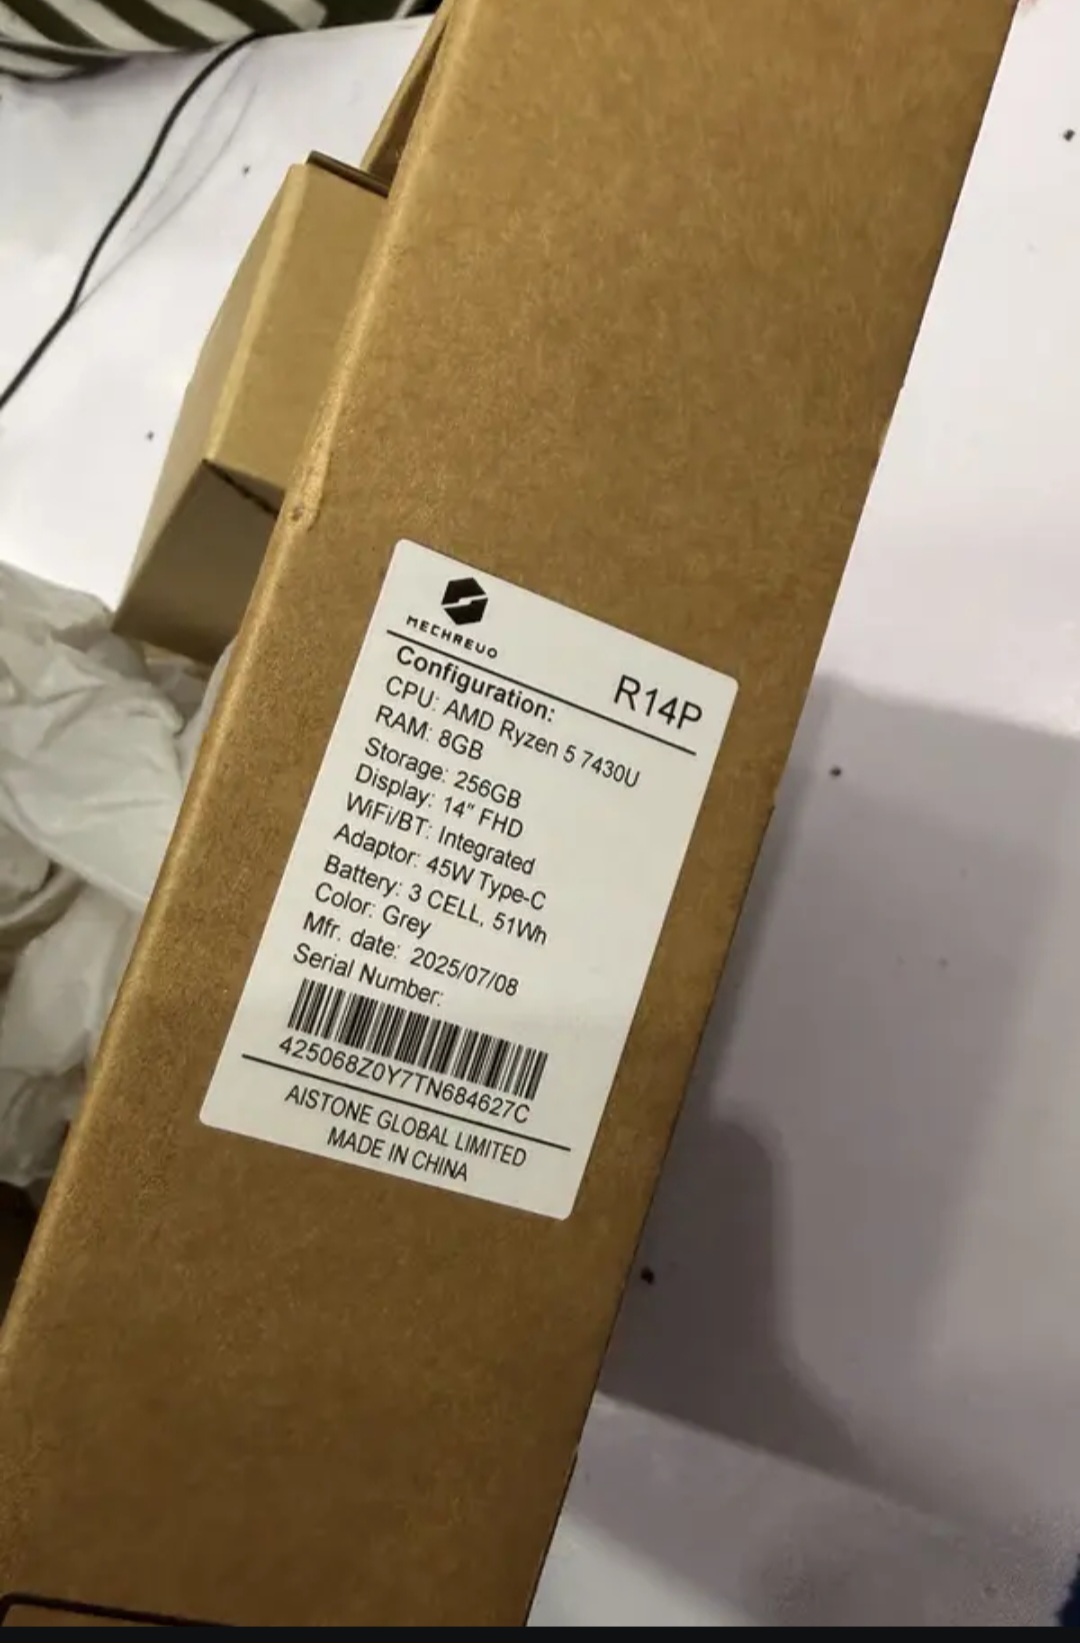 MECHREVO
R14P
Configuration:
CPU: AMD Ryzen 5 7430U
RAM: 8GB
Storage: 256GB
Display: 14" FHD
WiFi/BT: Integrated
Adaptor: 45W Type-C
Battery: 3 CELL, 51Wh
Color: Grey
Mfr. date: 2025/07/08
Serial Number:
425068Z0Y7TN684627C
AISTONE GLOBAL LIMITED
MADE IN CHINA